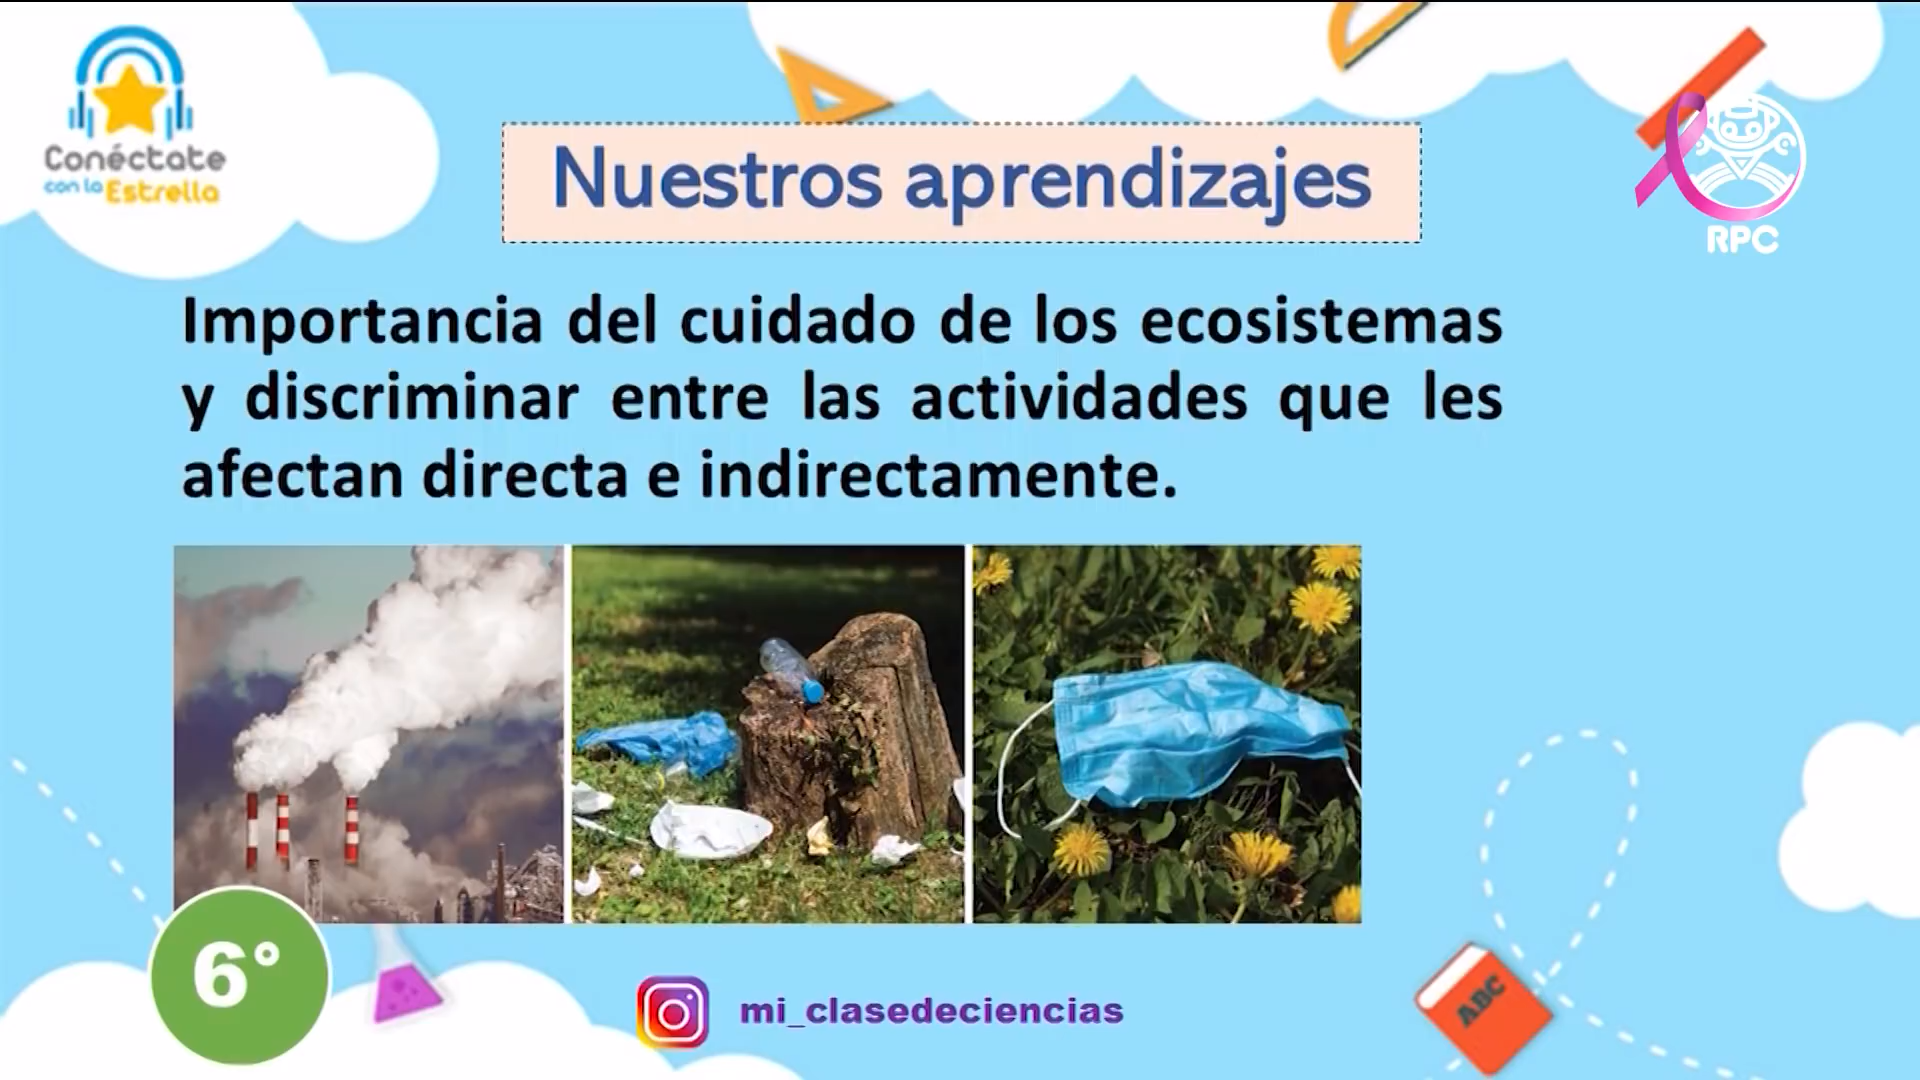 Conéctate
con la Estrella
Nuestros aprendizajes
RPC
Importancia del cuidado de los ecosistemas
y discriminar entre las actividades que les
afectan directa e indirectamente.
6°
mi_clasedeciencias
ABC